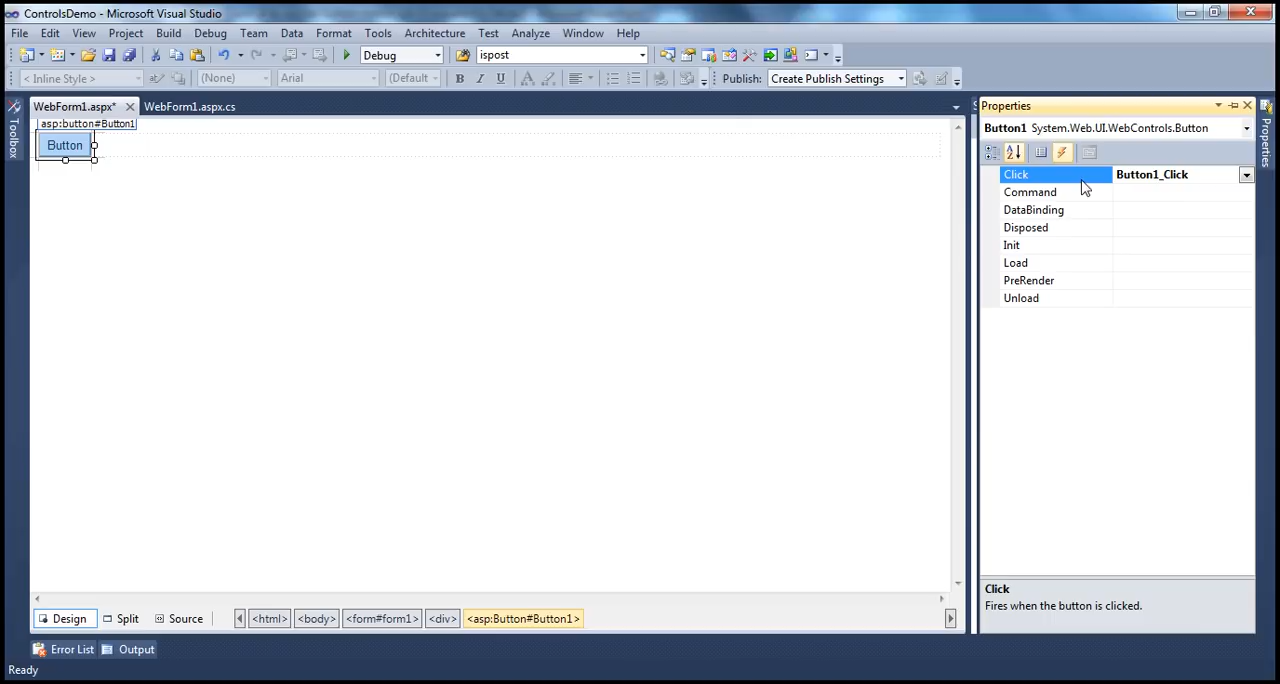 ControlsDemo - Microsoft Visual Studio
File Edit View Project Build Debug Team Data Format Tools Architecture Test Analyze Window Help
Debug ispost
< Inline Style > (None) Arial (Default B I U A Publish: Create Publish Settings
WebForm1.aspx* WebForm1.aspx.cs
Toolbox
asp:button#Button1
Button
Properties
Button1 System.Web.UI.WebControls.Button
Click Button1_Click
Command
DataBinding
Disposed
Init
Load
PreRender
Unload
Click
Fires when the button is clicked.
Properties
Design Split Source <html> <body> <form#form1> <div> <asp:Button#Button1>
Error List Output
Ready